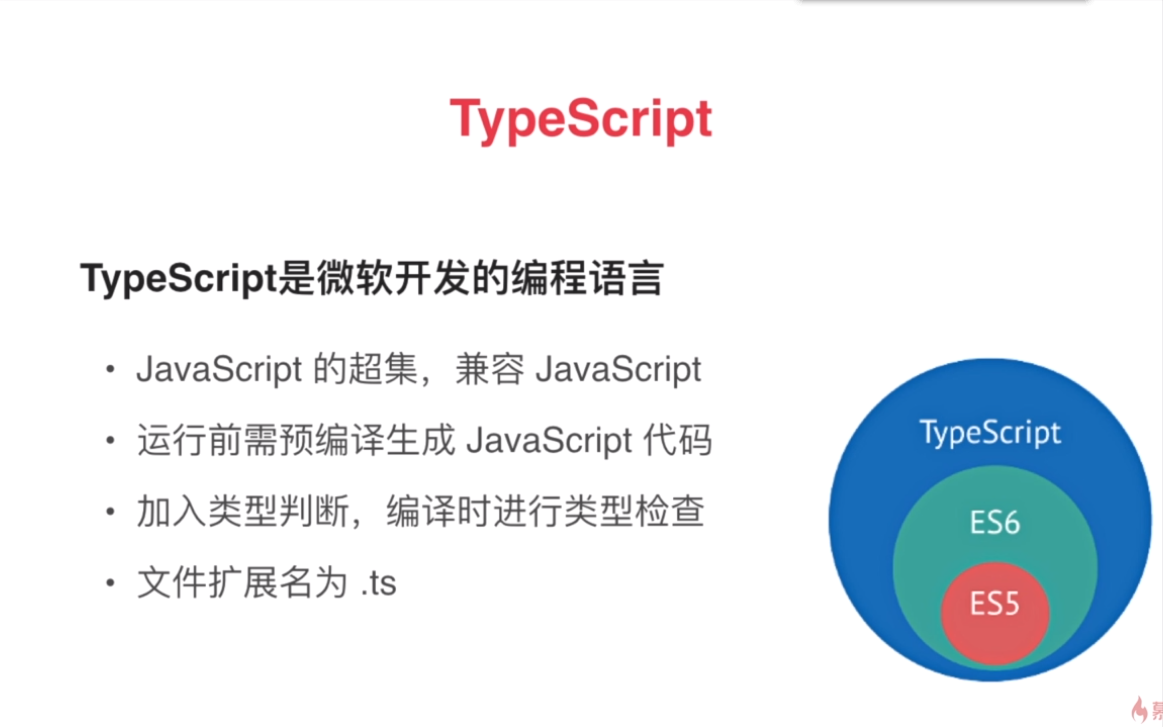 TypeScript
TypeScript是微软开发的编程语言
• JavaScript 的超集，兼容 JavaScript
• 运行前需预编译生成 JavaScript 代码
• 加入类型判断，编译时进行类型检查
• 文件扩展名为 .ts
TypeScript
ES6
ES5